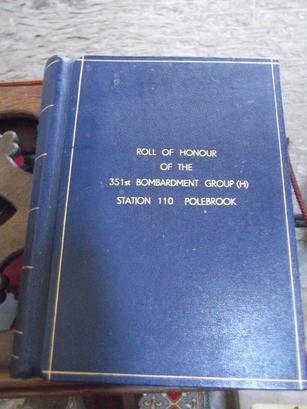 ROLL OF HONOUR
OF THE
351st BOMBARDMENT GROUP (H)
STATION 110 POLEBROOK